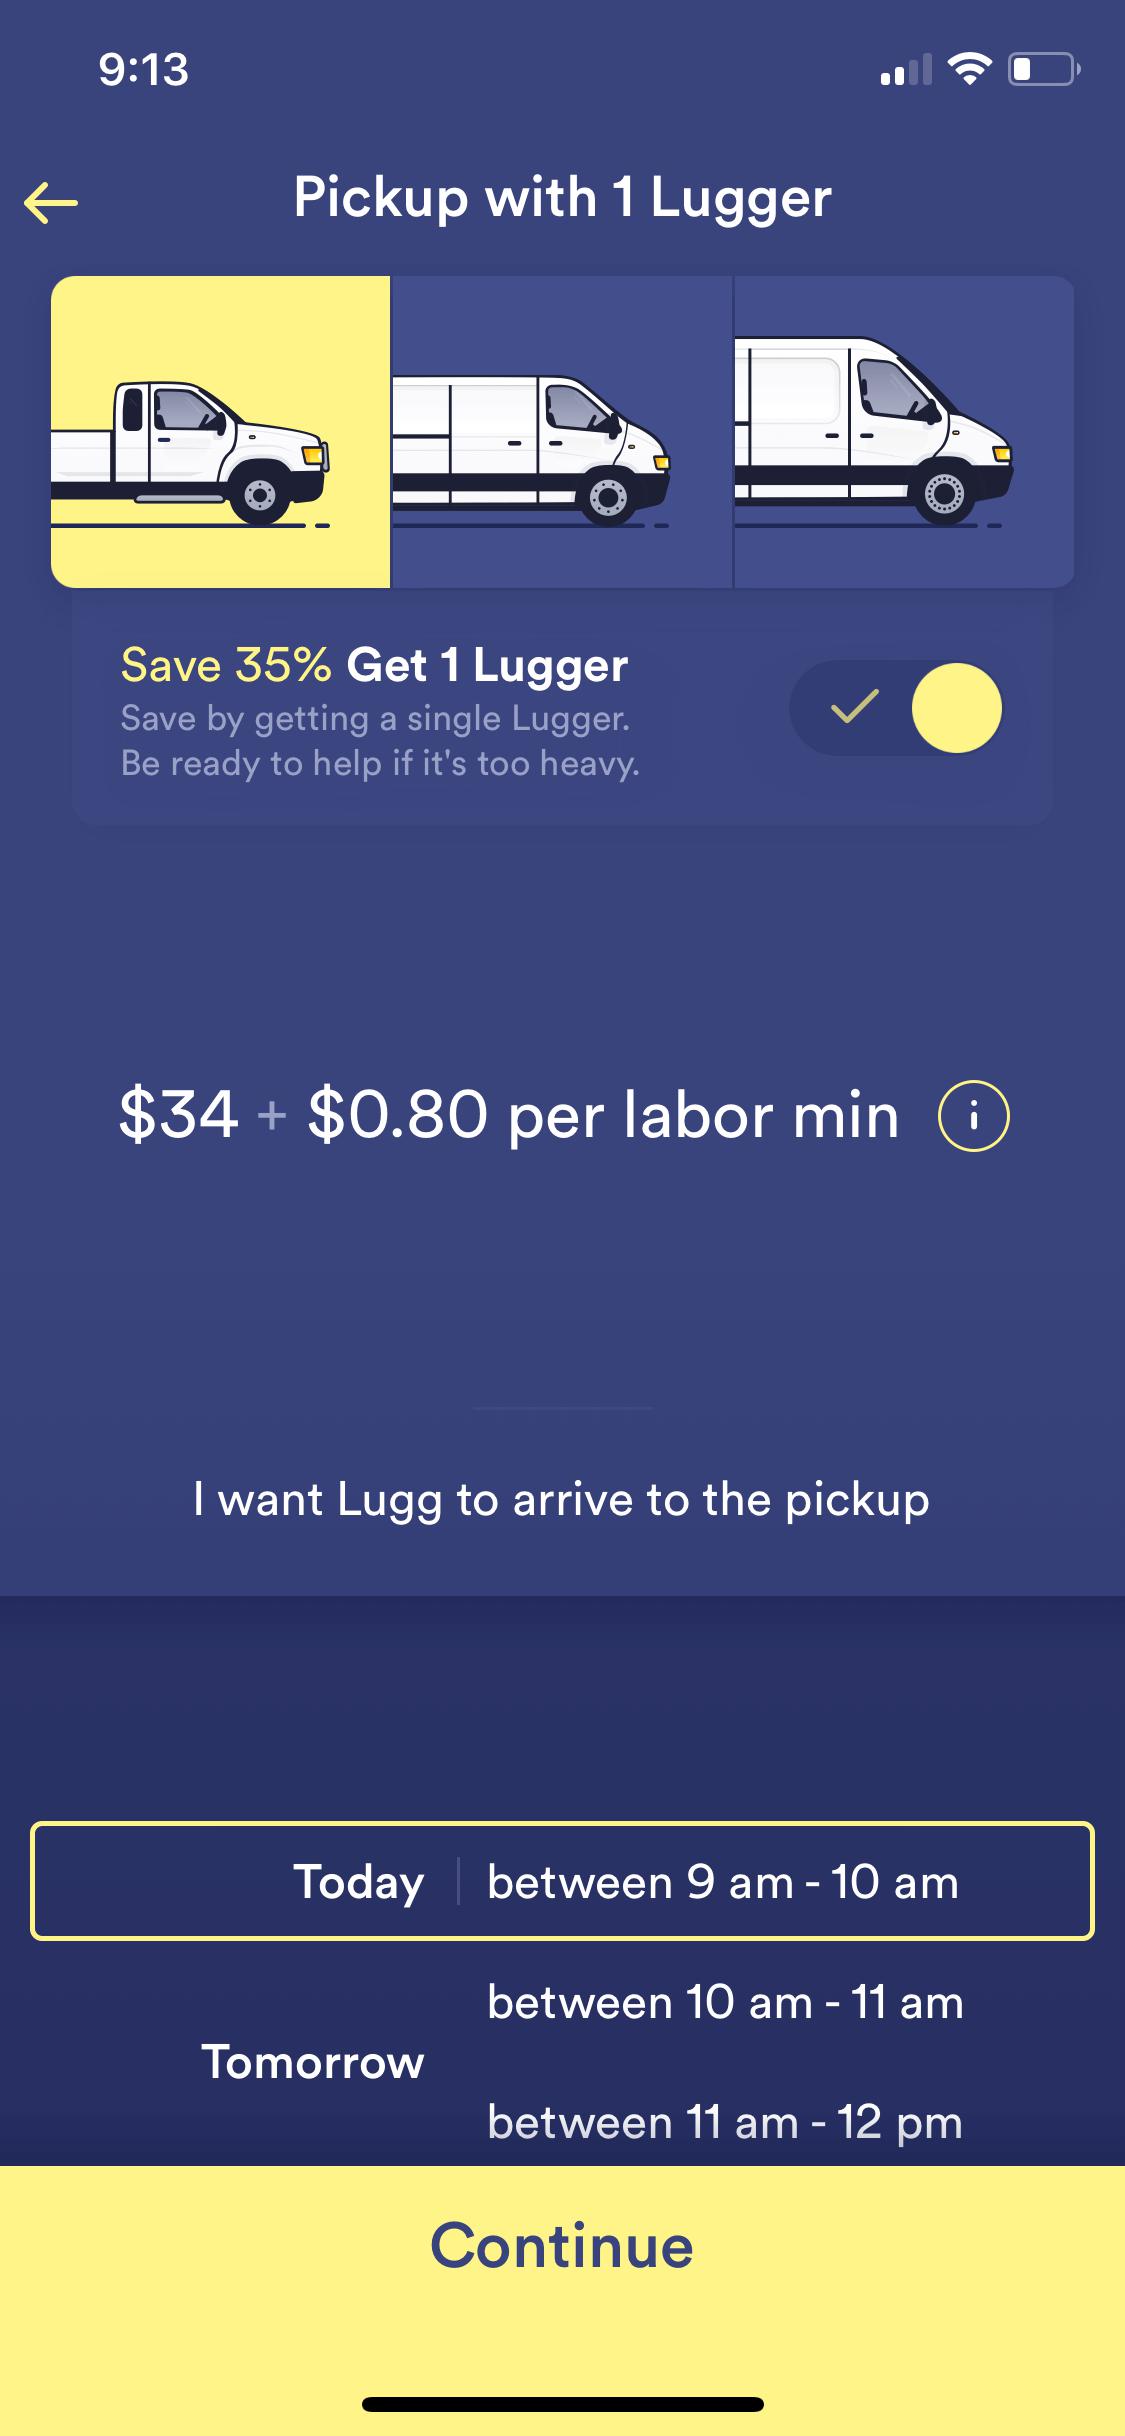 9:13
Pickup with 1 Lugger
Save 35% Get 1 Lugger
Save by getting a single Lugger.
Be ready to help if it's too heavy.
$34 + $0.80 per labor min
I want Lugg to arrive to the pickup
Today between 9 am - 10 am
between 10 am - 11 am
Tomorrow
between 11 am - 12 pm
Continue